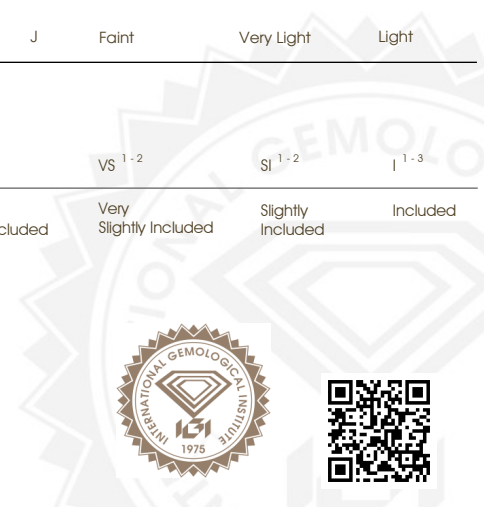 J Faint Very Light Light
VS 1 - 2 SI 1 - 2 I 1 - 3
Very Slightly Included
Slightly Included
Included
cluded
INTERNATIONAL GEMOLOGICAL INSTITUTE
IGI
1975